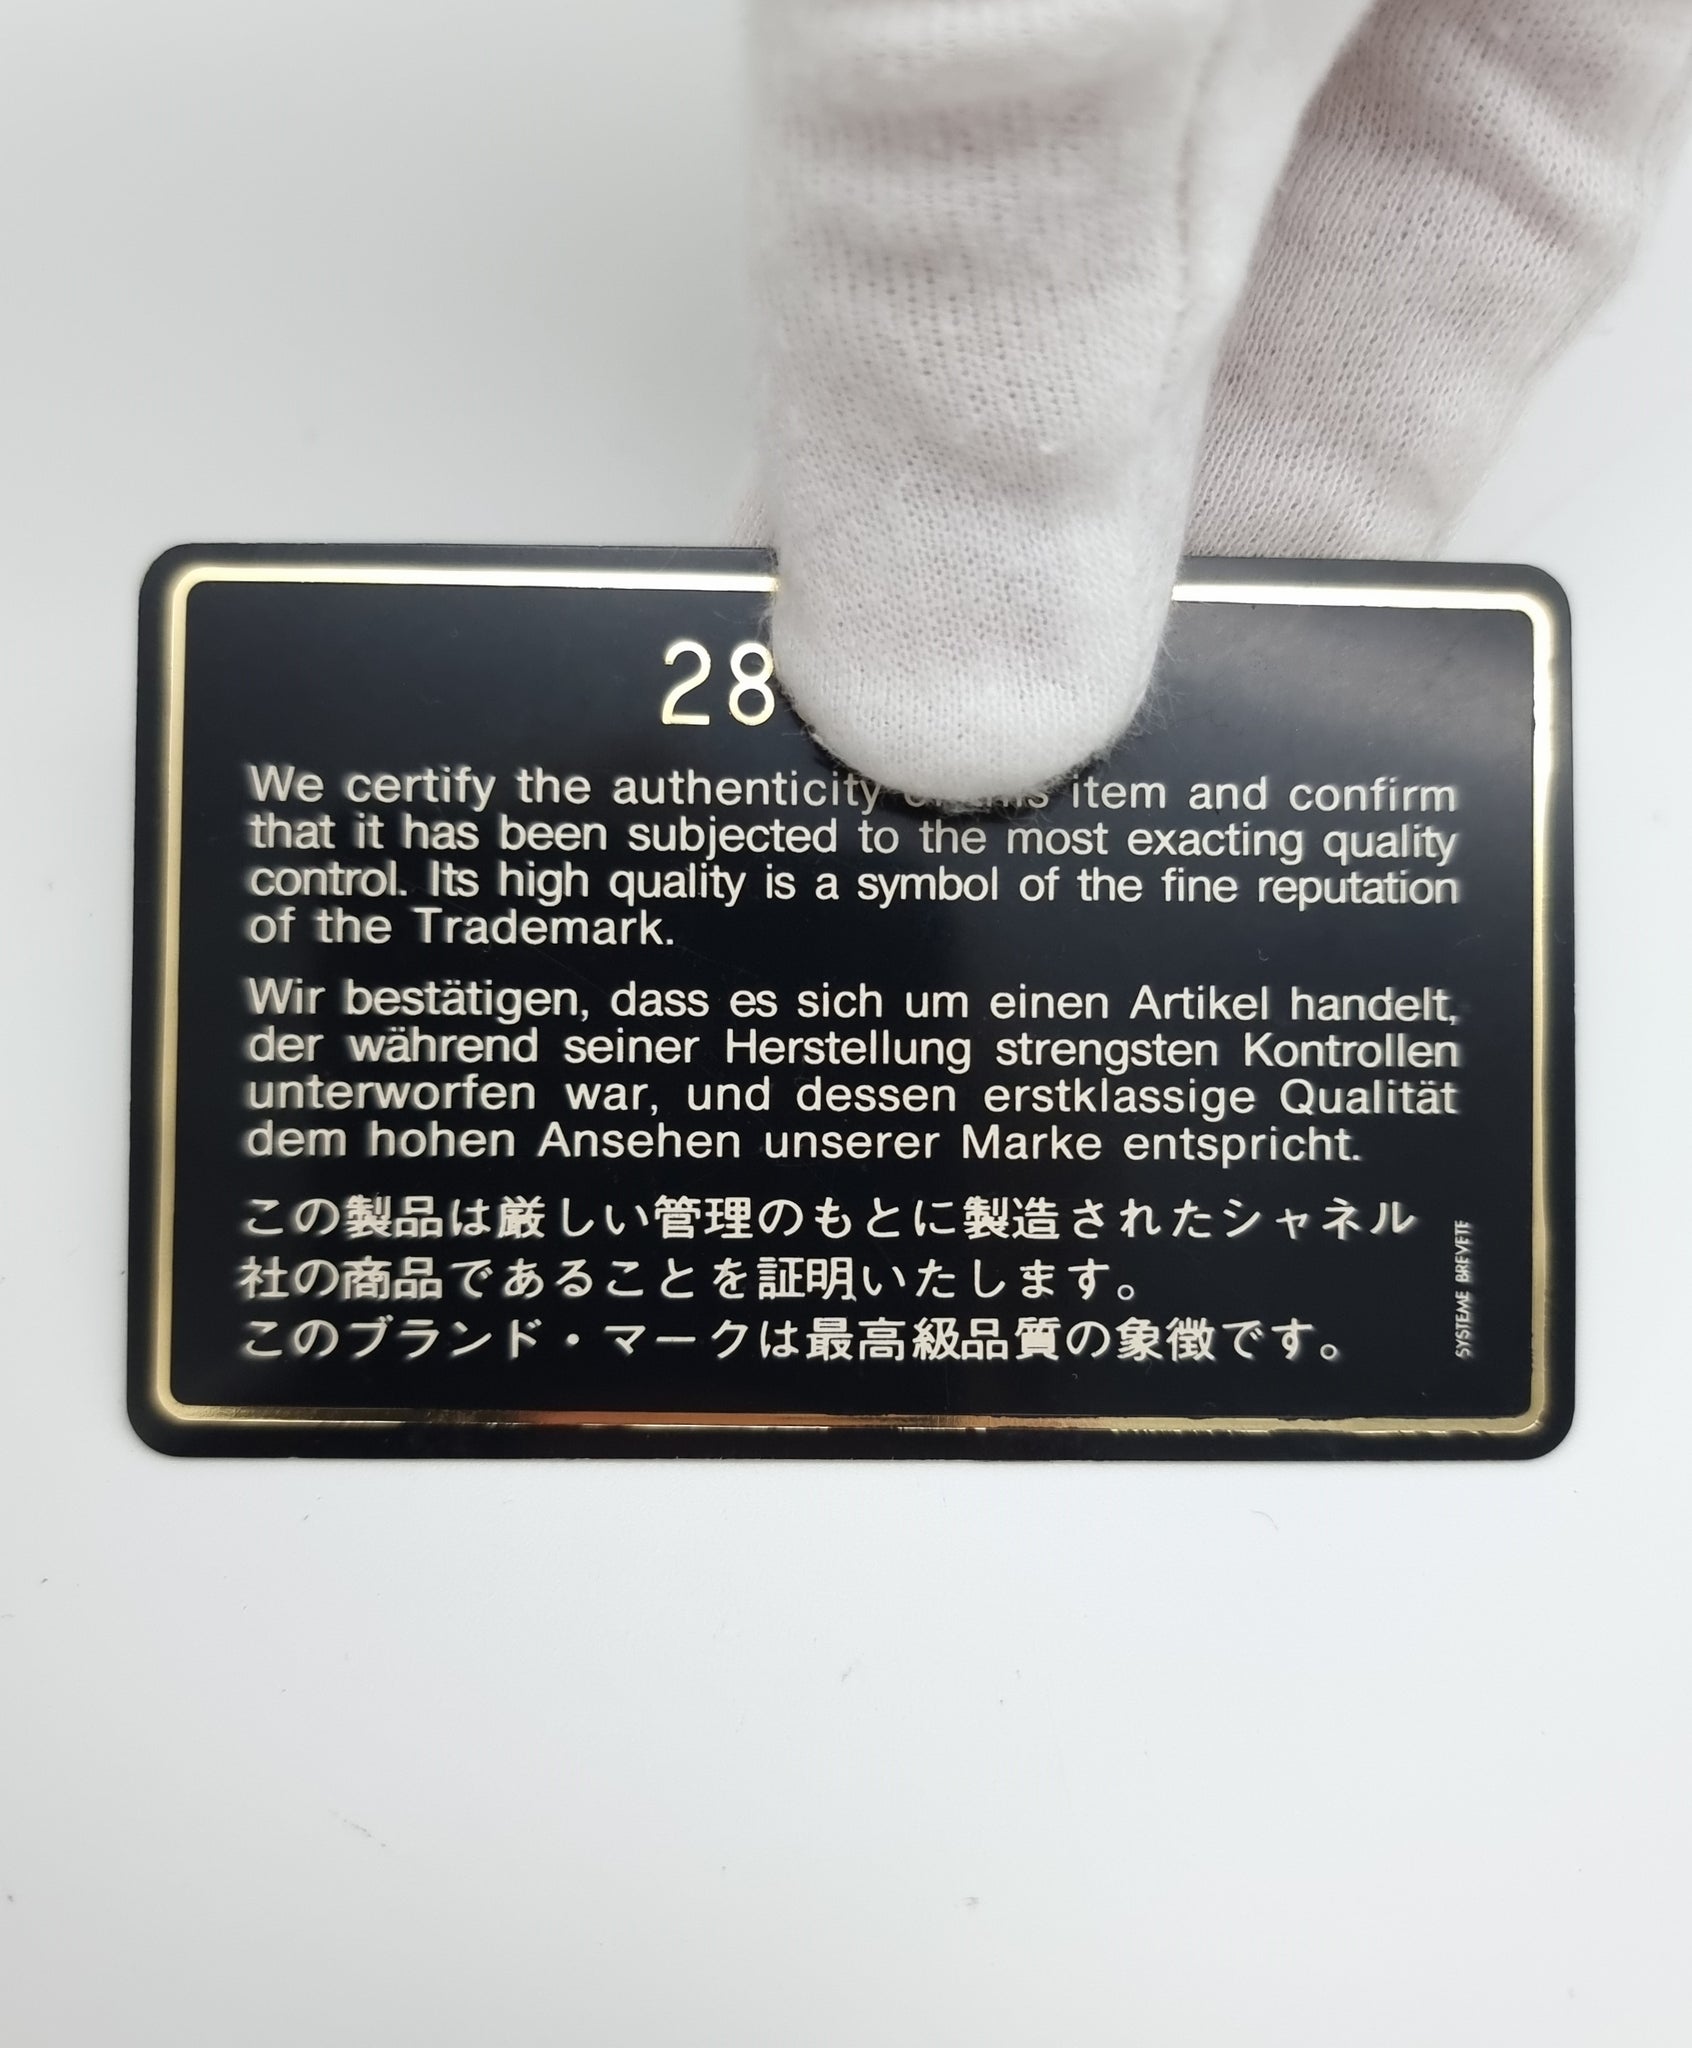 28
We certify the authenticity item and confirm
that it has been subjected to the most exacting quality
control. Its high quality is a symbol of the fine reputation
of the Trademark.
Wir bestätigen, dass es sich um einen Artikel handelt,
der während seiner Herstellung strengsten Kontrollen
unterworfen war, und dessen erstklassige Qualität
dem hohen Ansehen unserer Marke entspricht.
この製品は厳しい管理のもとに製造されたシャネル
社の商品であることを証明いたします。
このブランド・マークは最高級品質の象徴です。
SYSTEME BREVETE